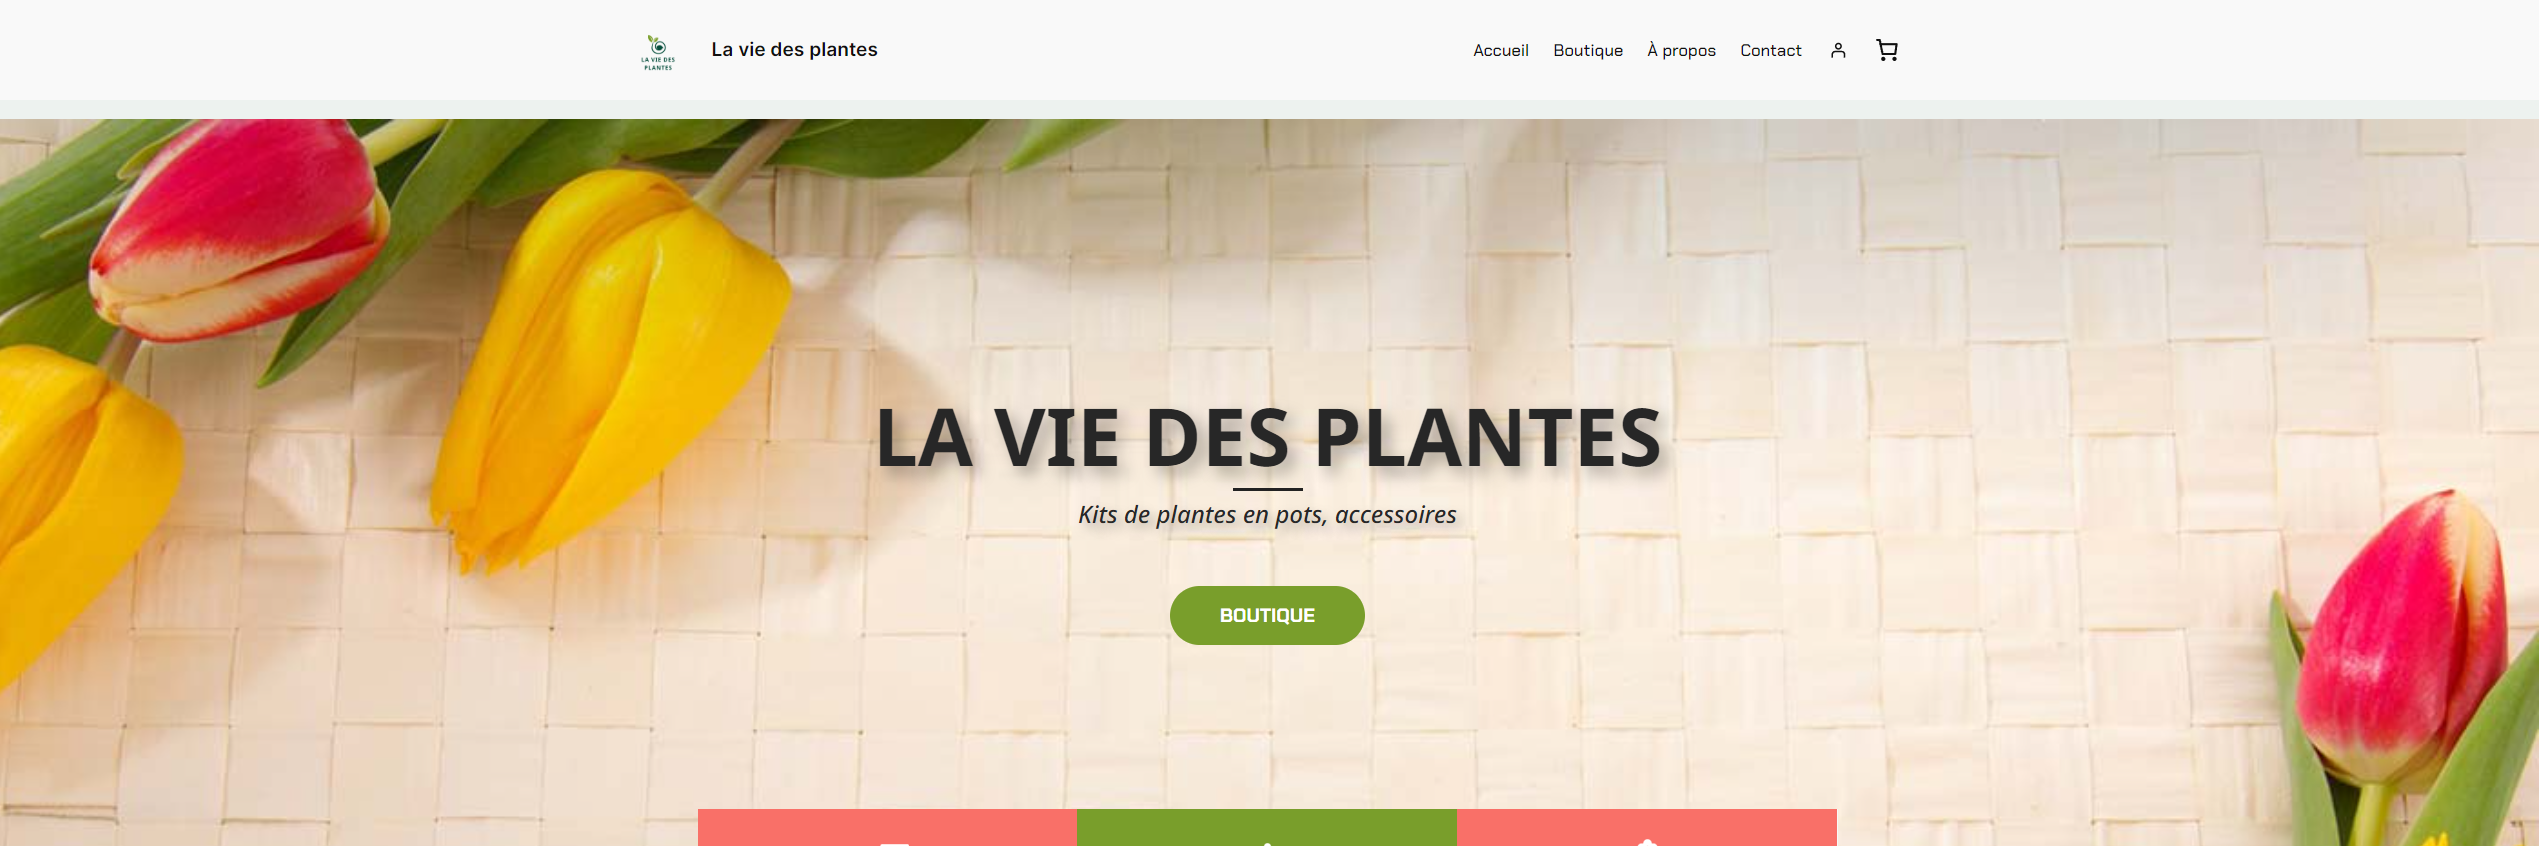 LA VIE DES
PLANTES
La vie des plantes
Accueil Boutique À propos Contact
LA VIE DES PLANTES
Kits de plantes en pots, accessoires
BOUTIQUE